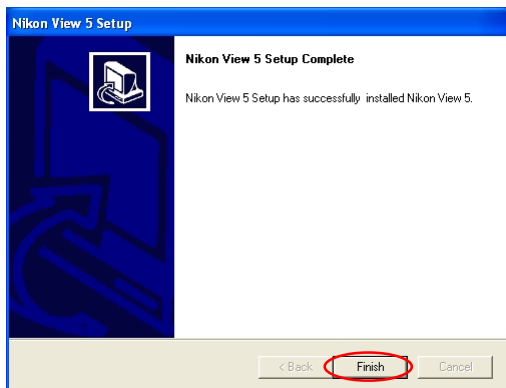 Nikon View 5 Setup
Nikon View 5 Setup Complete
Nikon View 5 Setup has successfully installed Nikon View 5.
< Back
Finish
Cancel